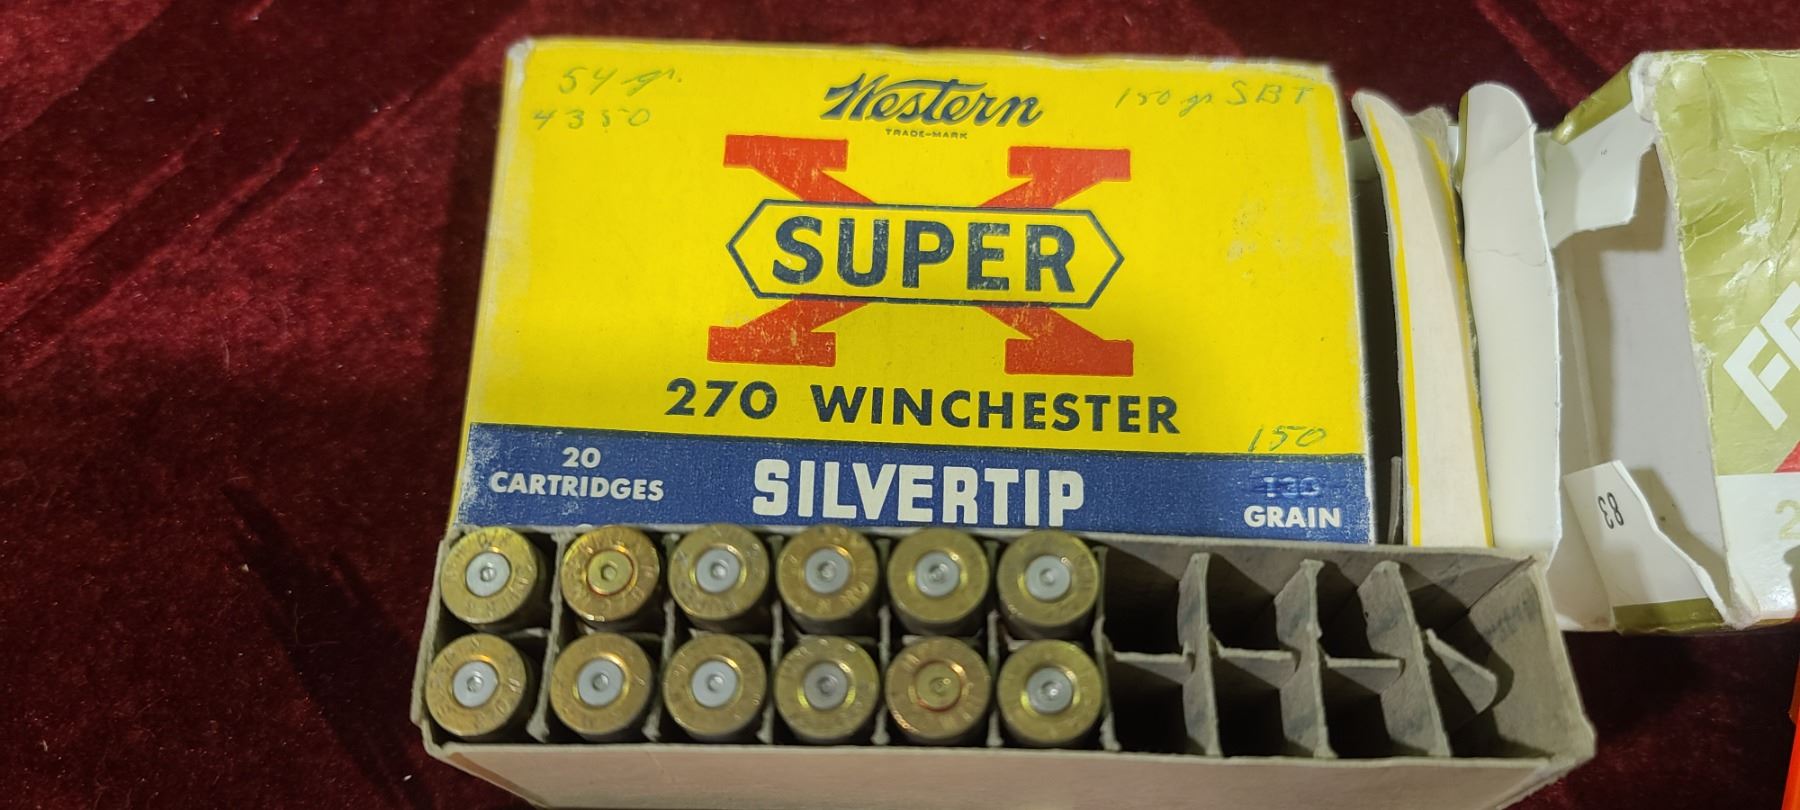 54 gr.
4350
Western
TRADE-MARK
150 gr SBT
X
SUPER
270 WINCHESTER
150
20
CARTRIDGES
SILVERTIP
130
GRAIN
83